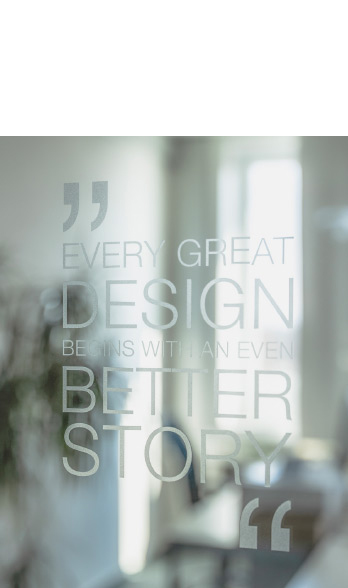 ”
EVERY GREAT
DESIGN
BEGINS WITH AN EVEN
BETTER
STORY
“